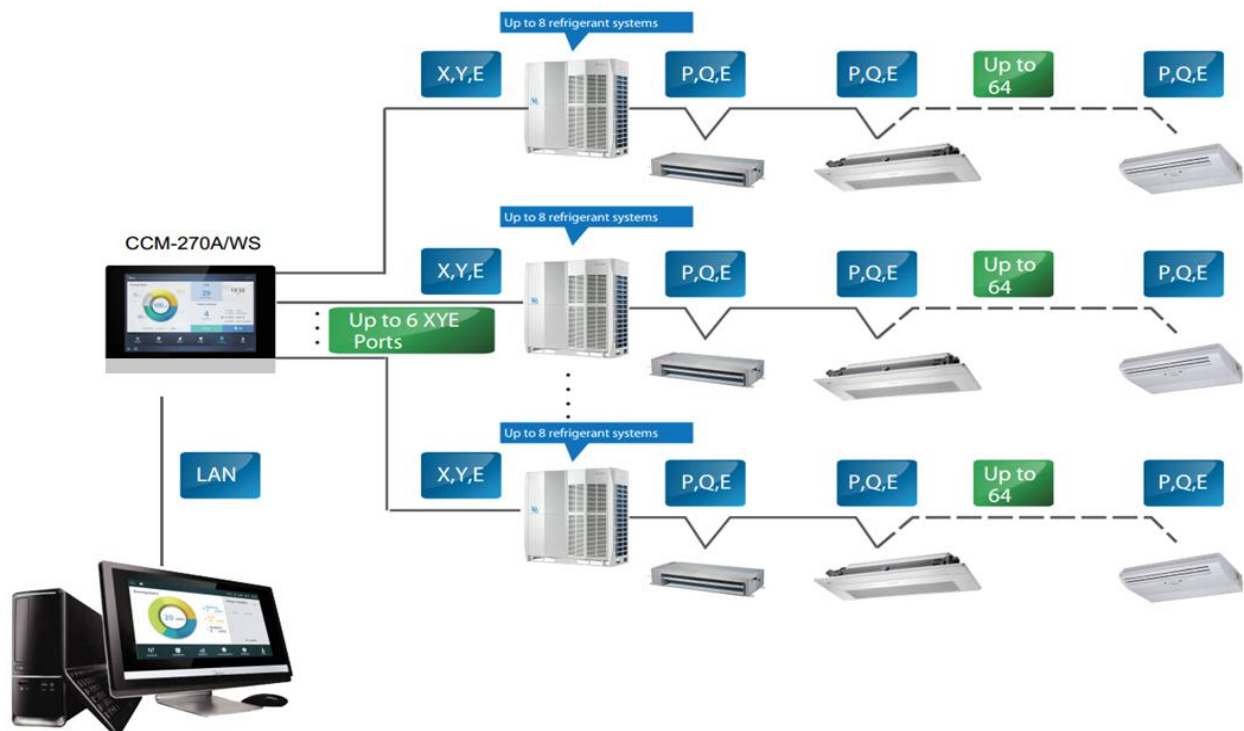 Up to 8 refrigerant systems
X,Y,E
P,Q,E
P,Q,E
Up to
64
P,Q,E
CCM-270A/WS
Up to 8 refrigerant systems
X,Y,E
P,Q,E
P,Q,E
Up to
64
P,Q,E
Up to 6 XYE
Ports
Up to 8 refrigerant systems
LAN
X,Y,E
P,Q,E
P,Q,E
Up to
64
P,Q,E